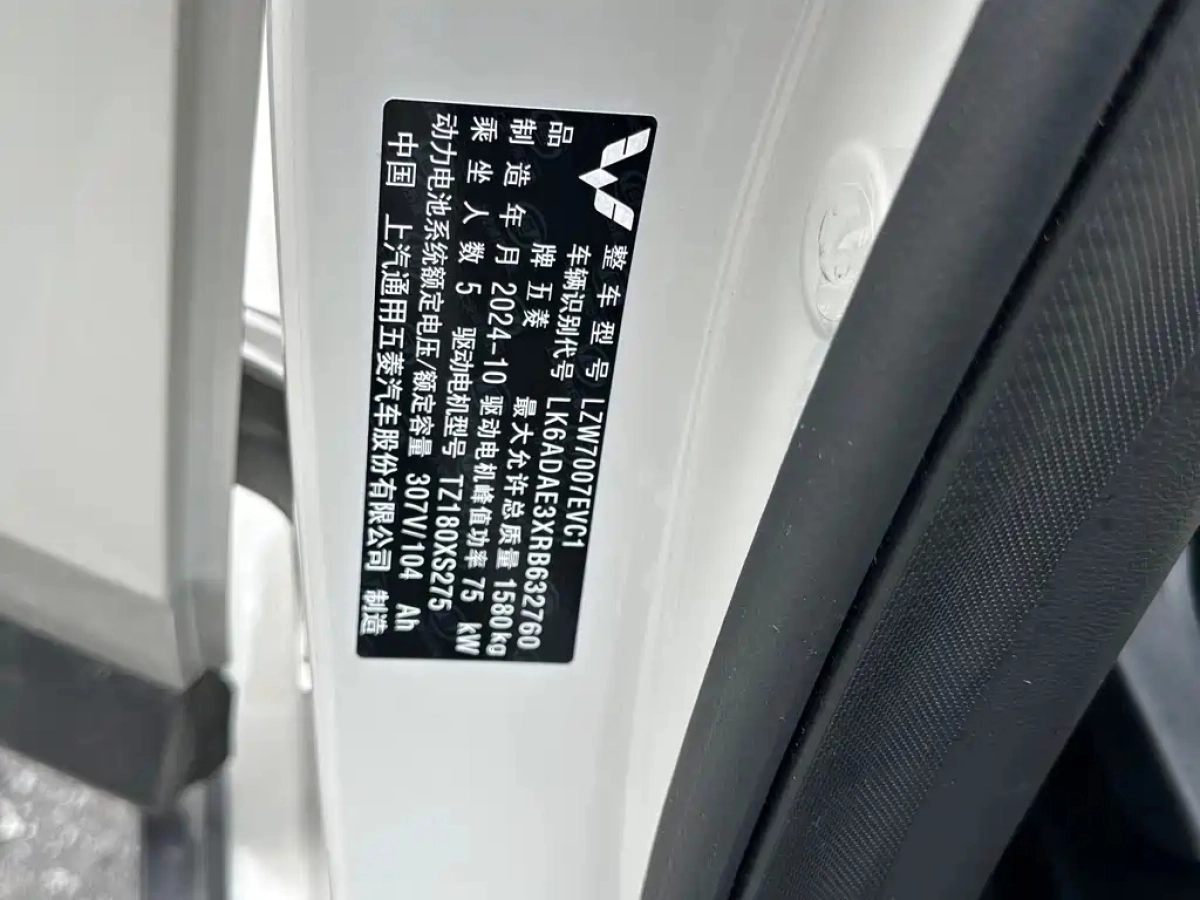 整车型号 LZW7007EVC1
车辆识别代号 LK6ADAE3XRB632760
品牌 五菱 最大允许总质量 1580kg
制造年月 2024-10 驱动电机峰值功率 75 kW
乘坐人数 5 驱动电机型号 TZ180XS275
动力电池系统额定电压/额定容量 307V/104 Ah
中国 上汽通用五菱汽车股份有限公司 制造